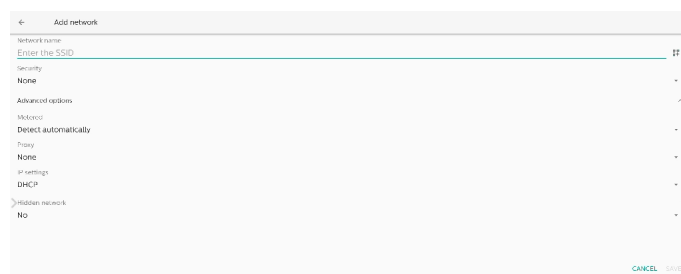 Add network
Network name
Enter the SSID
Security
None
Advanced options
Metered
Detect automatically
Proxy
None
IP settings
DHCP
Hidden network
No
CANCEL SAVE